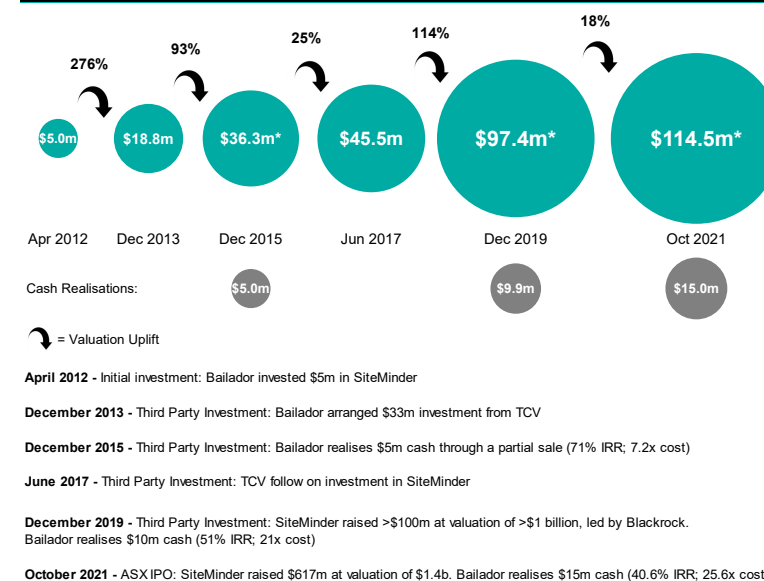 276%
93%
25%
114%
18%
$5.0m
$18.8m
$36.3m*
$45.5m
$97.4m*
$114.5m*
Apr 2012
Dec 2013
Dec 2015
Jun 2017
Dec 2019
Oct 2021
Cash Realisations:
$5.0m
$9.9m
$15.0m
= Valuation Uplift
April 2012 - Initial investment: Bailador invested $5m in SiteMinder
December 2013 - Third Party Investment: Bailador arranged $33m investment from TCV
December 2015 - Third Party Investment: Bailador realises $5m cash through a partial sale (71% IRR; 7.2x cost)
June 2017 - Third Party Investment: TCV follow on investment in SiteMinder
December 2019 - Third Party Investment: SiteMinder raised >$100m at valuation of >$1 billion, led by Blackrock.
Bailador realises $10m cash (51% IRR; 21x cost)
October 2021 - ASX IPO: SiteMinder raised $617m at valuation of $1.4b. Bailador realises $15m cash (40.6% IRR; 25.6x cost